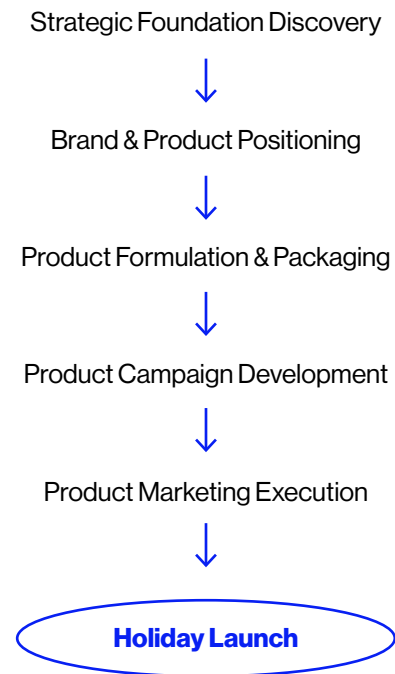 Strategic Foundation Discovery
Brand & Product Positioning
Product Formulation & Packaging
Product Campaign Development
Product Marketing Execution
Holiday Launch